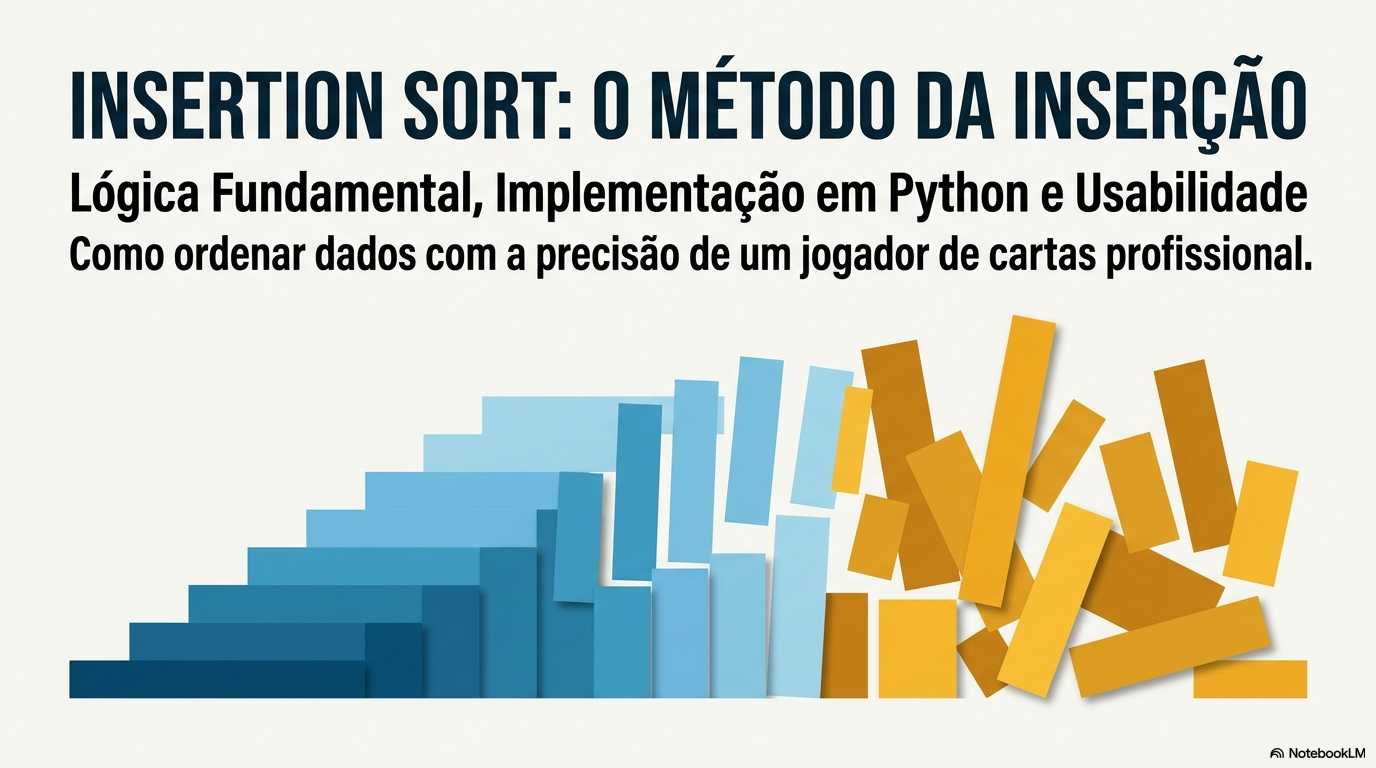 INSERTION SORT: O MÉTODO DA INSERÇÃO
Lógica Fundamental, Implementação em Python e Usabilidade
Como ordenar dados com a precisão de um jogador de cartas profissional.
NotebookLM